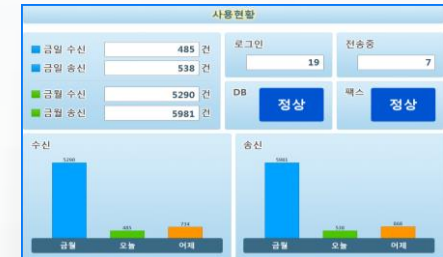 사용현황
금일 수신 485 건
금일 송신 538 건
금월 수신 5290 건
금월 송신 5981 건
로그인
19
전송중
7
DB 정상
팩스 정상
수신
5290
485
734
금월 오늘 어제
송신
5981
538
868
금월 오늘 어제